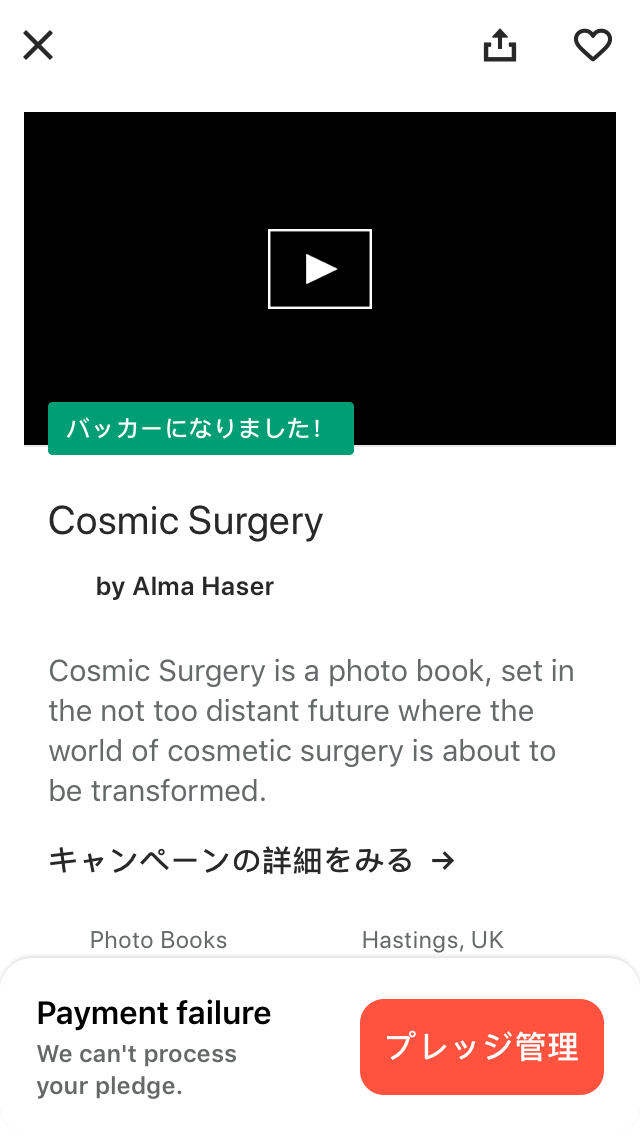 バッカーになりました!
Cosmic Surgery
by Alma Haser
Cosmic Surgery is a photo book, set in
the not too distant future where the
world of cosmetic surgery is about to
be transformed.
キャンペーンの詳細をみる →
Photo Books
Hastings, UK
Payment failure
We can't process
your pledge.
プレッジ管理